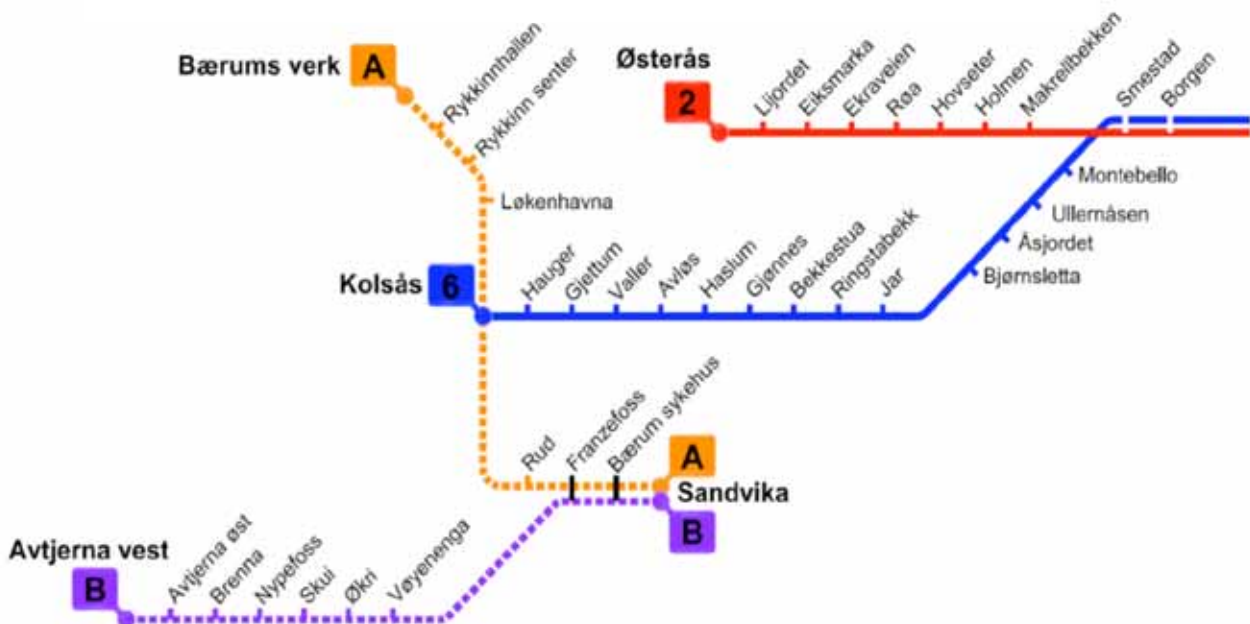 Bærums verk
A
Rykkinnhallen
Rykkinn senter
Løkenhavna
Østerås
2
Lijordet
Eiksmarka
Ekraveien
Røa
Hovseter
Holmen
Makrellbekken
Smestad
Borgen
Montebello
Ullernåsen
Åsjordet
Bjørnsletta
Kolsås
6
Hauger
Gjettum
Valler
Avløs
Haslum
Gjønnes
Bekkestua
Ringstabekk
Jar
Rud
Franzefoss
Bærum sykehus
A
Sandvika
B
Avtjerna vest
B
Avtjerna øst
Brenna
Nypefoss
Skui
Økri
Vøyenenga